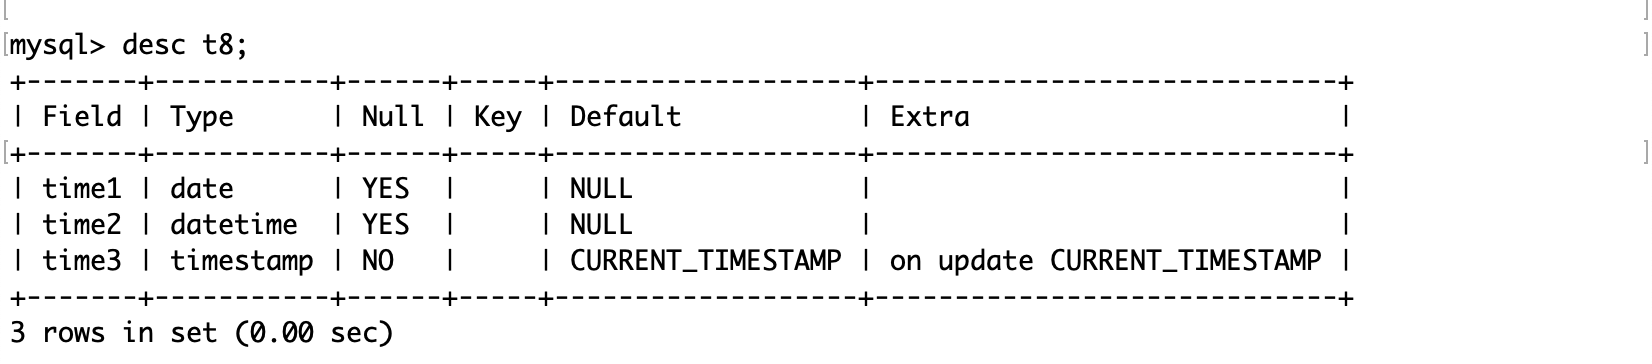 mysql> desc t8;
+-------+-----------+------+-----+-------------------+-----------------------------+
| Field | Type      | Null | Key | Default           | Extra                       |
+-------+-----------+------+-----+-------------------+-----------------------------+
| time1 | date      | YES  |     | NULL              |                             |
| time2 | datetime  | YES  |     | NULL              |                             |
| time3 | timestamp | NO   |     | CURRENT_TIMESTAMP | on update CURRENT_TIMESTAMP |
+-------+-----------+------+-----+-------------------+-----------------------------+
3 rows in set (0.00 sec)